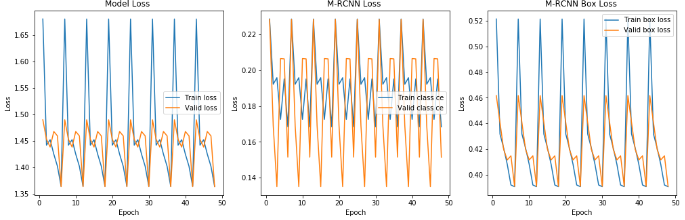 Model Loss
Loss
1.65
1.60
1.55
1.50
1.45
1.40
1.35
Train loss
Valid loss
0
10
20
30
40
50
Epoch
M-RCNN Loss
Loss
0.22
0.20
0.18
0.16
0.14
Train class ce
Valid class ce
0
10
20
30
40
50
Epoch
M-RCNN Box Loss
Loss
0.52
0.50
0.48
0.46
0.44
0.42
0.40
Train box loss
Valid box loss
0
10
20
30
40
50
Epoch